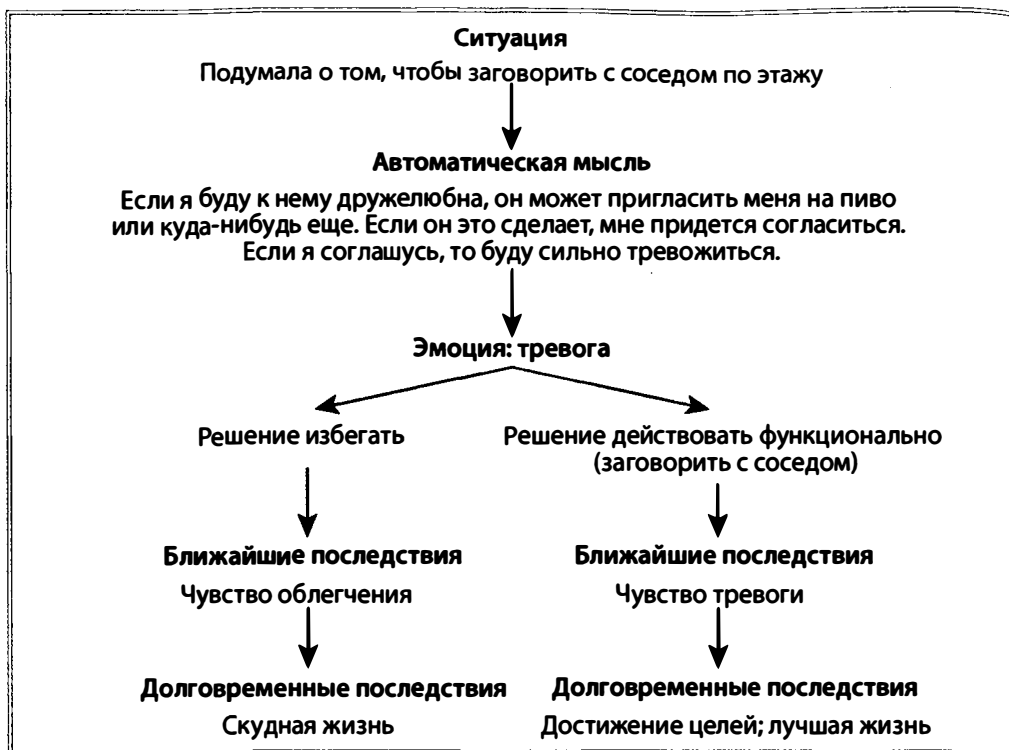 Ситуация
Подумала о том, чтобы заговорить с соседом по этажу
Автоматическая мысль
Если я буду к нему дружелюбна, он может пригласить меня на пиво
или куда-нибудь еще. Если он это сделает, мне придется согласиться.
Если я соглашусь, то буду сильно тревожиться.
Эмоция: тревога
Решение избегать
Решение действовать функционально
(заговорить с соседом)
Ближайшие последствия
Ближайшие последствия
Чувство облегчения
Чувство тревоги
Долговременные последствия
Долговременные последствия
Скудная жизнь
Достижение целей; лучшая жизнь